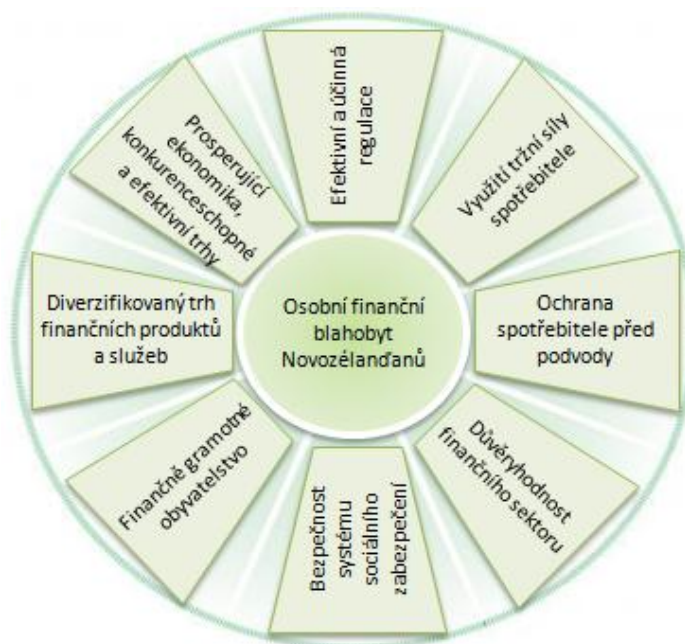 Efektivní a účinná
regulace
Využití tržní síly
spotřebitele
Ochrana
spotřebitele před
podvody
Důvěryhodnost
finančního sektoru
Bezpečnost
systému
sociálního
zabezpečení
Finančně gramotné
obyvatelstvo
Diverzifikovaný trh
finančních produktů
a služeb
Prosperující
ekonomika,
konkurenceschopné
a efektivní trhy
Osobní finanční
blahobyt
Novozélanďanů